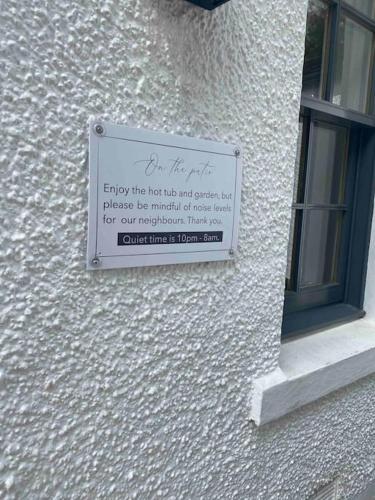 On the patio
Enjoy the hot tub and garden, but
please be mindful of noise levels
for our neighbours. Thank you.
Quiet time is 10pm - 8am.